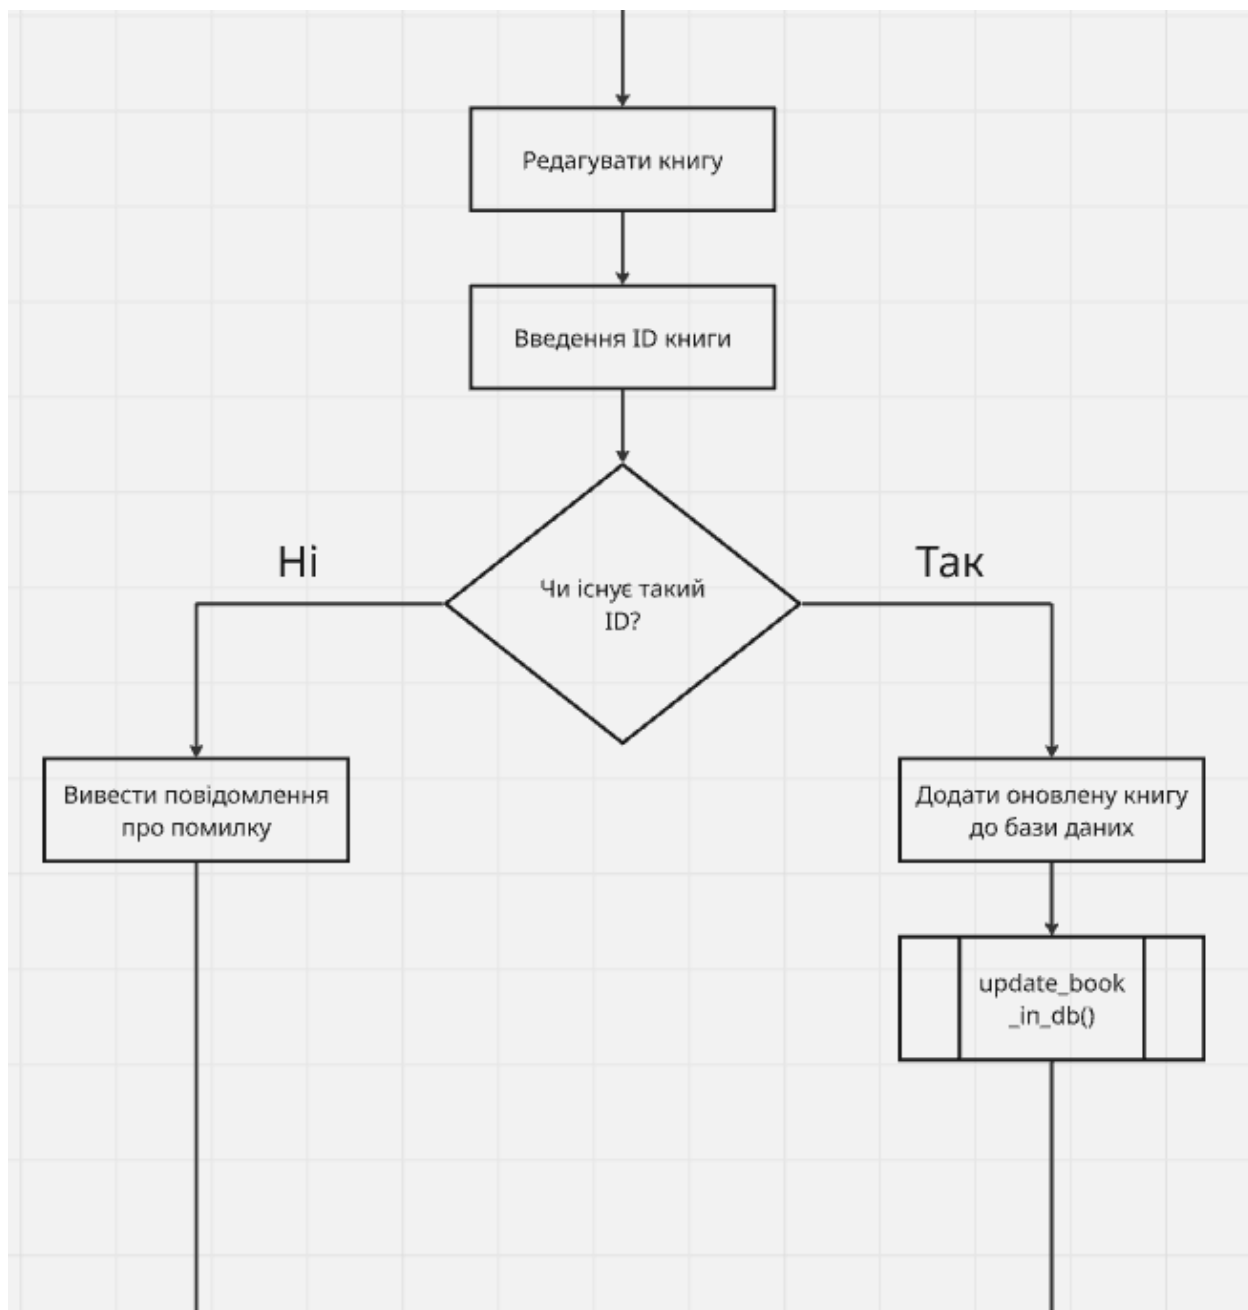 Редагувати книгу
Введення ID книги
Ні
Так
Чи існує такий
ID?
Вивести повідомлення
про помилку
Додати оновлену книгу
до бази даних
update_book
_in_db()